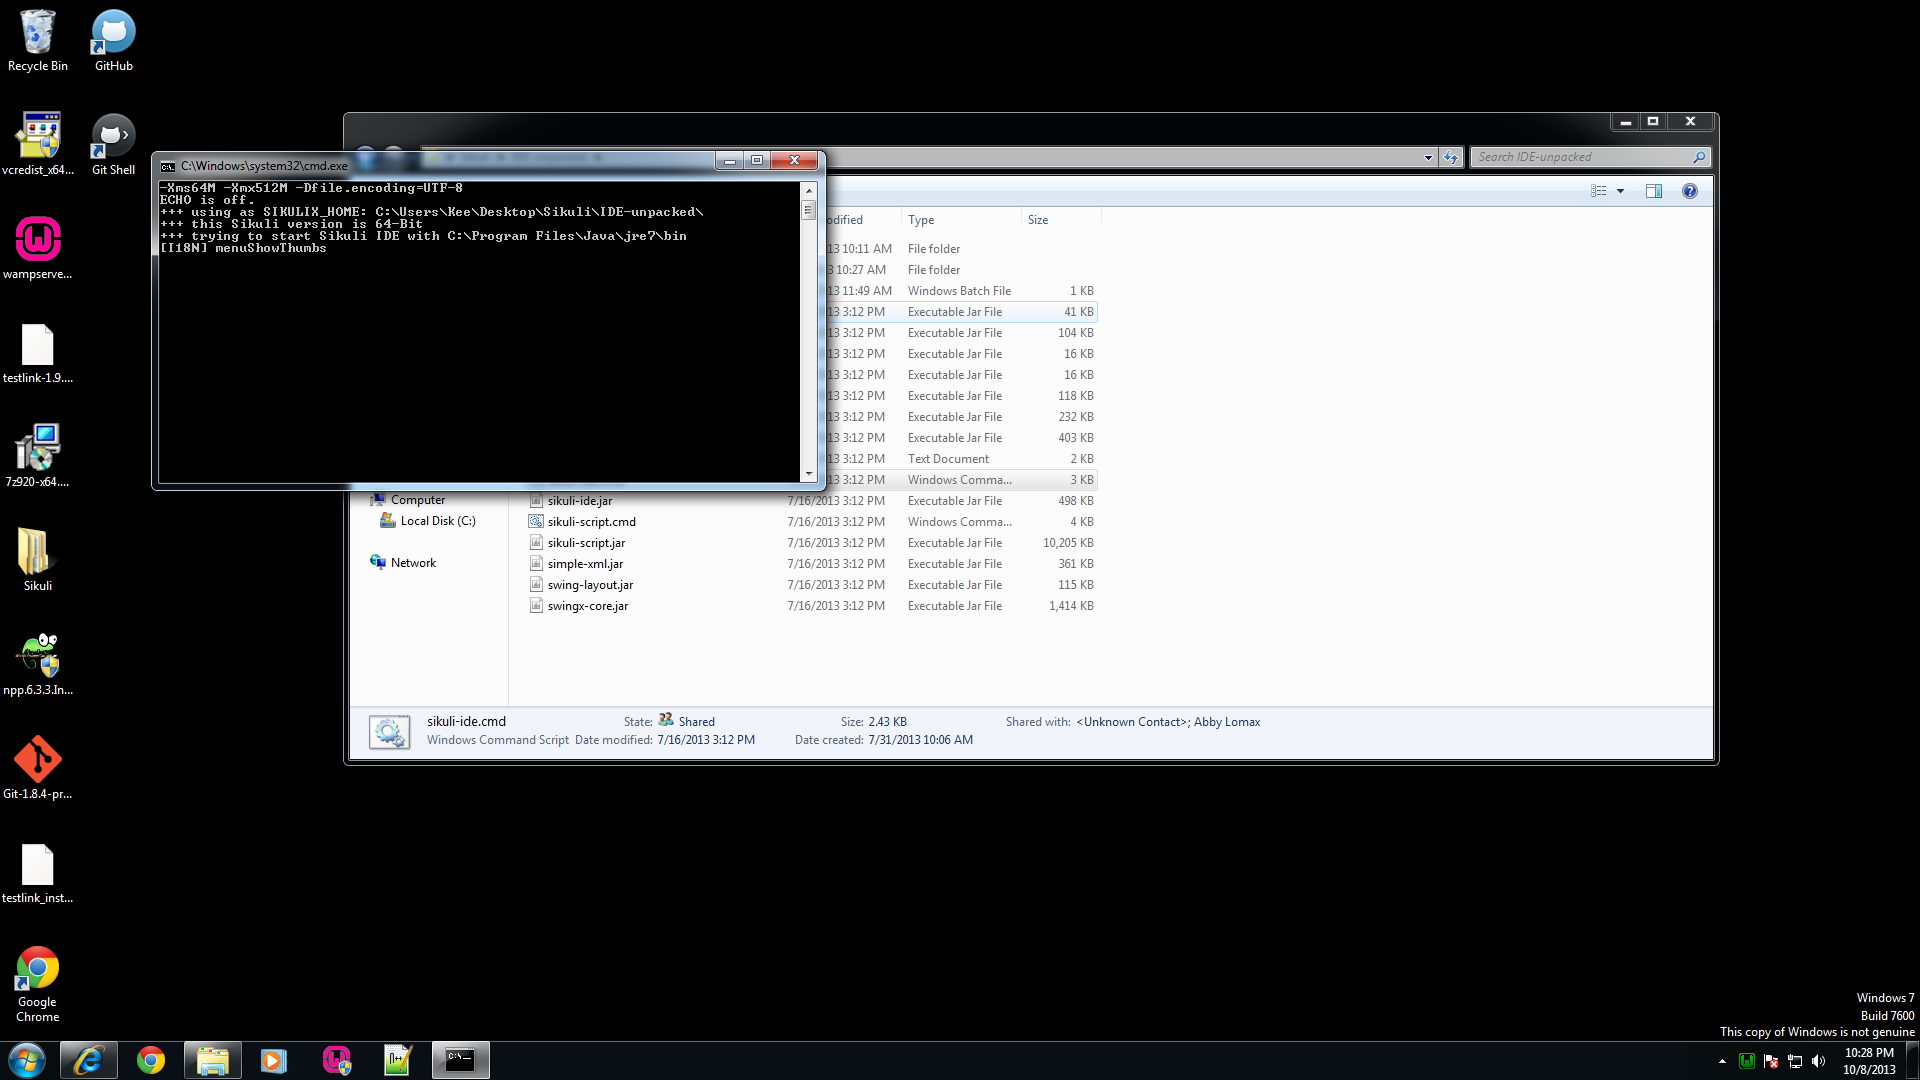 Recycle Bin
GitHub
vcredist_x64...
Git Shell
wampserve...
testlink-1.9....
7z920-x64....
Sikuli
npp.6.3.3.In...
Git-1.8.4-pr...
testlink_inst...
Google
Chrome
C:\Windows\system32\cmd.exe
-Xms64M -Xmx512M -Dfile.encoding=UTF-8
ECHO is off.
+++ using as SIKULIX_HOME: C:\Users\Kee\Desktop\Sikuli\IDE-unpacked\
+++ this Sikuli version is 64-Bit
+++ trying to start Sikuli IDE with C:\Program Files\Java\jre7\bin
[I18N] menuShowThumbs
Search IDE-unpacked
odified Type Size
13 10:11 AM File folder
3 10:27 AM File folder
13 11:49 AM Windows Batch File 1 KB
13 3:12 PM Executable Jar File 41 KB
13 3:12 PM Executable Jar File 104 KB
13 3:12 PM Executable Jar File 16 KB
13 3:12 PM Executable Jar File 16 KB
13 3:12 PM Executable Jar File 118 KB
13 3:12 PM Executable Jar File 232 KB
13 3:12 PM Executable Jar File 403 KB
13 3:12 PM Text Document 2 KB
13 3:12 PM Windows Comma... 3 KB
Computer
Local Disk (C:)
Network
sikuli-ide.jar 7/16/2013 3:12 PM Executable Jar File 498 KB
sikuli-script.cmd 7/16/2013 3:12 PM Windows Comma... 4 KB
sikuli-script.jar 7/16/2013 3:12 PM Executable Jar File 10,205 KB
simple-xml.jar 7/16/2013 3:12 PM Executable Jar File 361 KB
swing-layout.jar 7/16/2013 3:12 PM Executable Jar File 115 KB
swingx-core.jar 7/16/2013 3:12 PM Executable Jar File 1,414 KB
sikuli-ide.cmd State: Shared Size: 2.43 KB Shared with: <Unknown Contact>; Abby Lomax
Windows Command Script Date modified: 7/16/2013 3:12 PM Date created: 7/31/2013 10:06 AM
Windows 7
Build 7600
This copy of Windows is not genuine
10:28 PM
10/8/2013